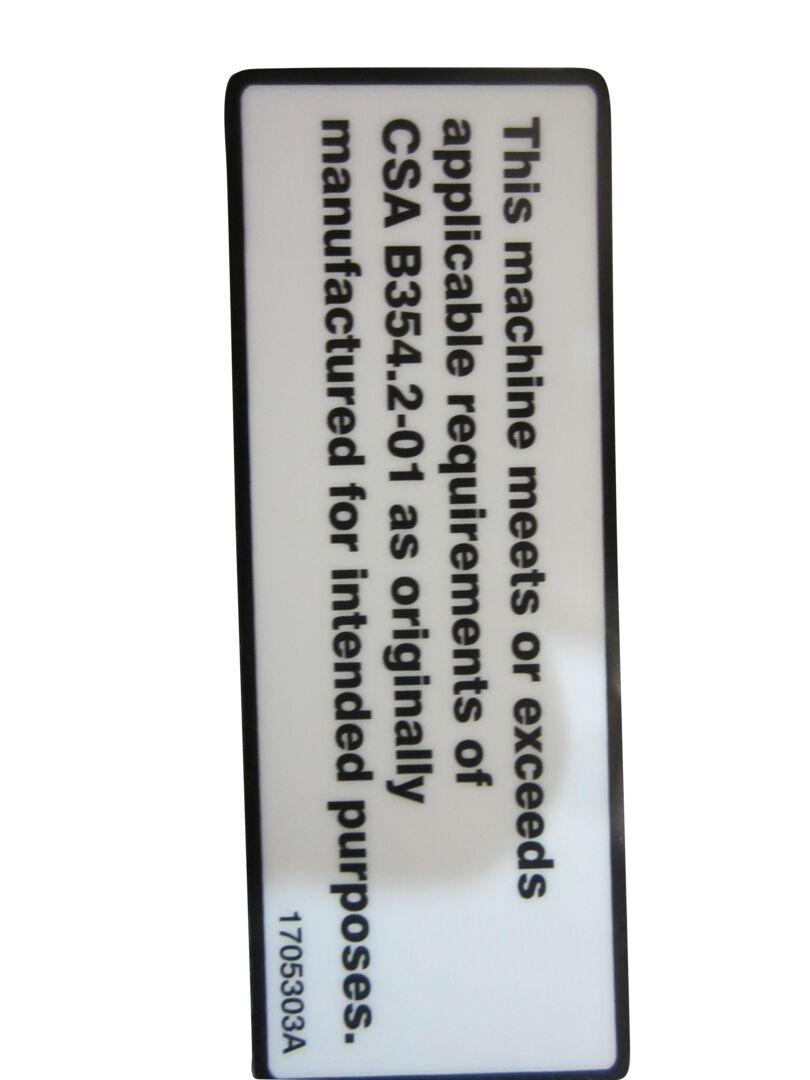 This machine meets or exceeds
applicable requirements of
CSA B354.2-01 as originally
manufactured for intended purposes.
1705303A